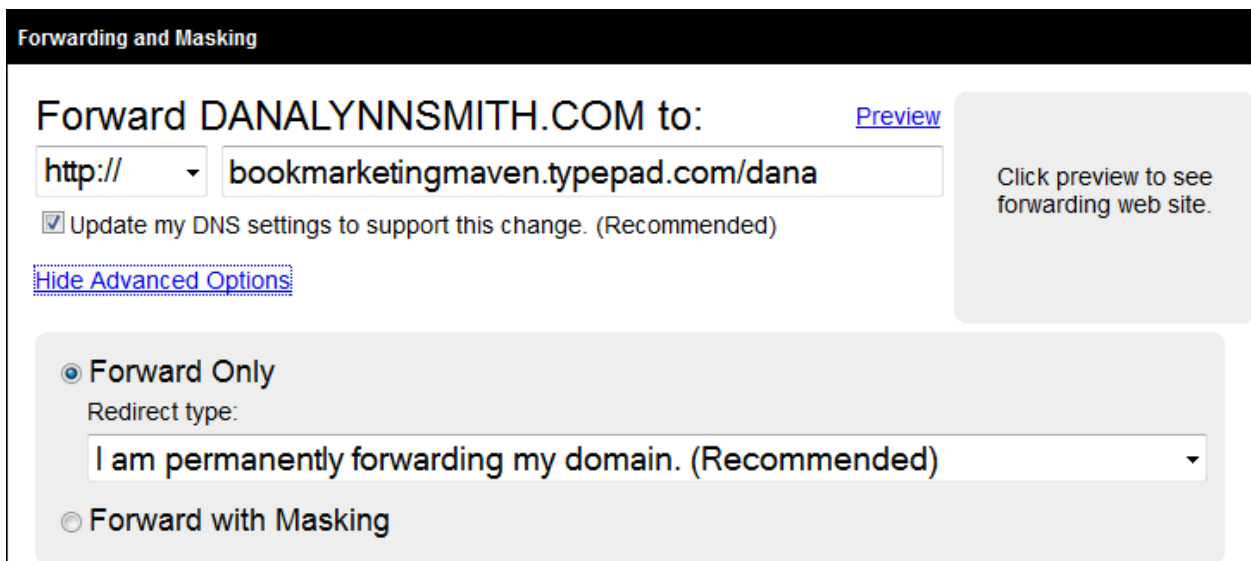 Forwarding and Masking
Forward DANALYNNSMITH.COM to:
Preview
http://
bookmarketingmaven.typepad.com/dana
Click preview to see
forwarding web site.
Update my DNS settings to support this change. (Recommended)
Hide Advanced Options
Forward Only
Redirect type:
I am permanently forwarding my domain. (Recommended)
Forward with Masking